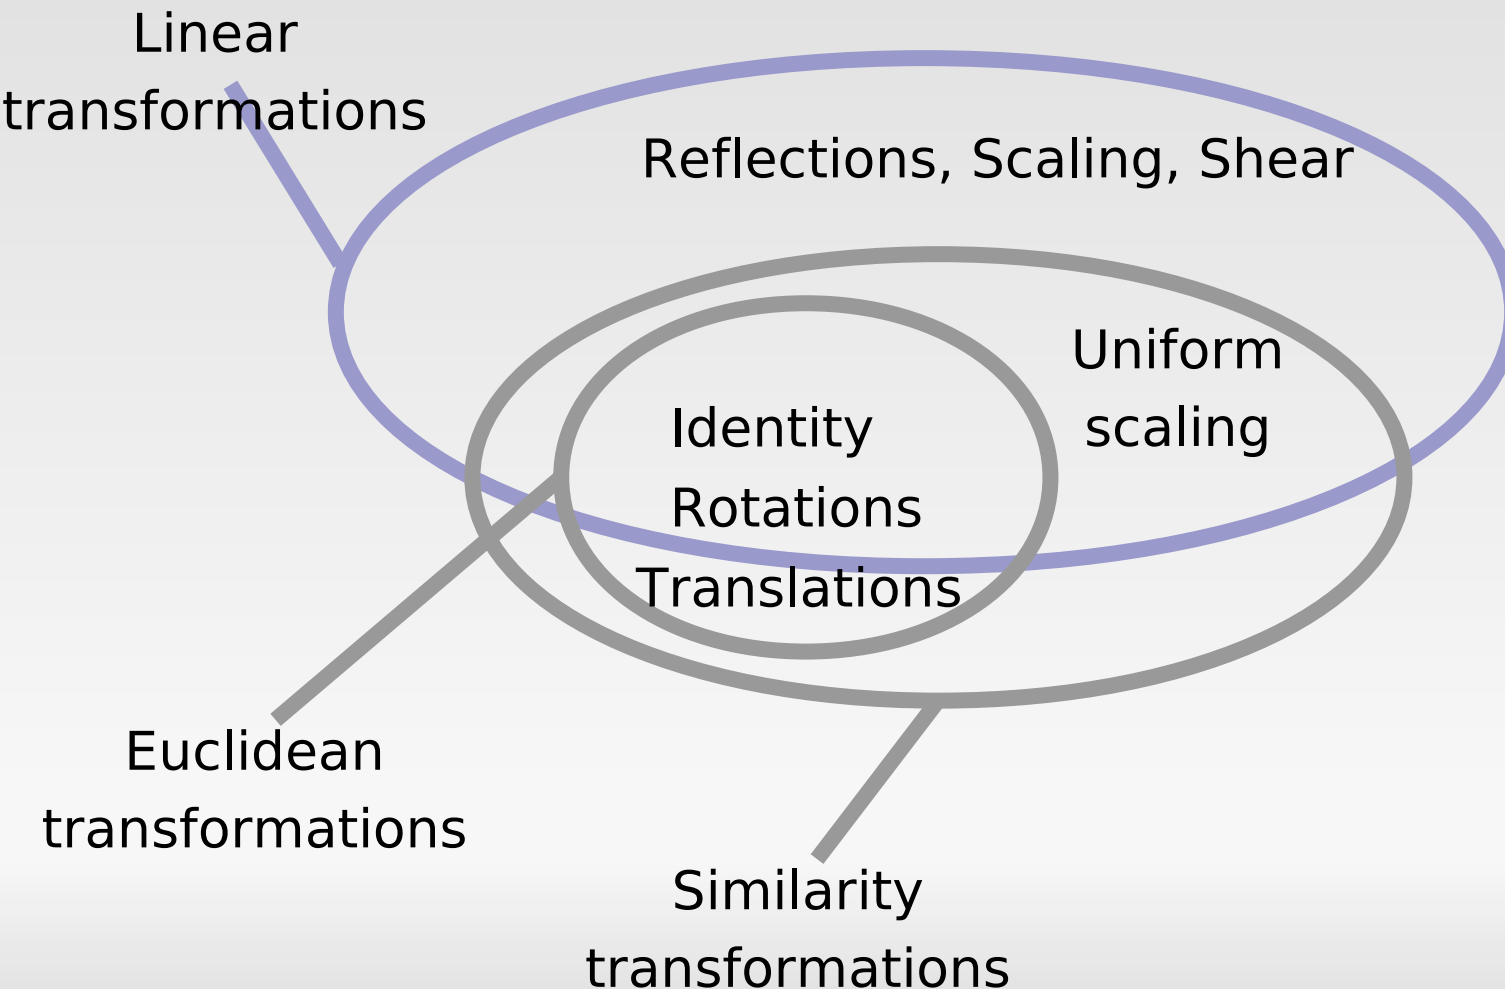 Linear
transformations
Reflections, Scaling, Shear
Uniform
scaling
Identity
Rotations
Translations
Euclidean
transformations
Similarity
transformations